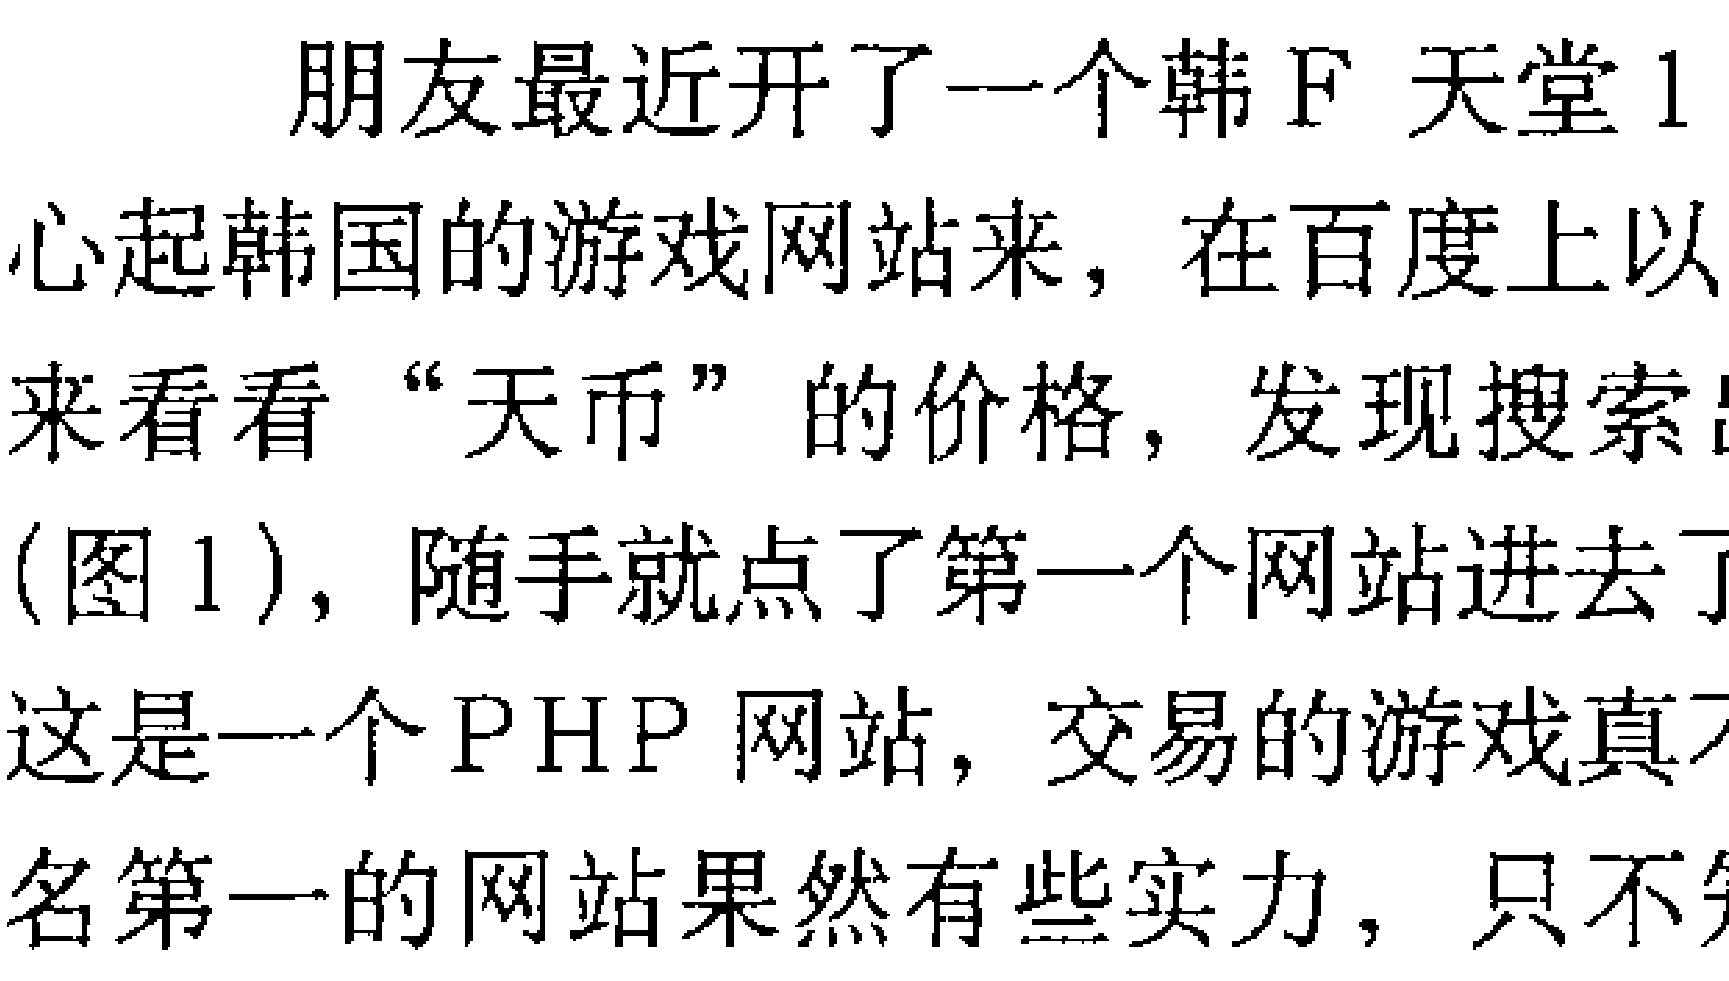 朋友最近开了一个韩F 天堂1
心起韩国的游戏网站来，在百度上以
来看看“天币”的价格，发现搜索
(图1)，随手就点了第一个网站进去了
这是一个PHP 网站，交易的游戏真
名第一的网站果然有些实力，只不